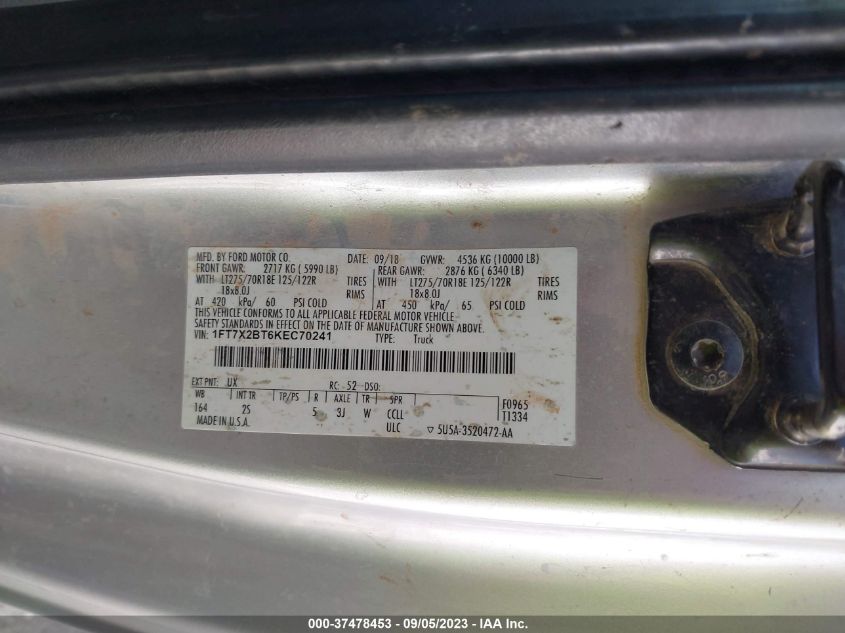 MFD. BY FORD MOTOR CO.
DATE: 09/18 GVWR: 4536 KG (10000 LB)
FRONT GAWR: 2717 KG ( 5990 LB) REAR GAWR: 2876 KG ( 6340 LB)
WITH LT275/70R18E 125/122R TIRES WITH LT275/70R18E 125/122R TIRES
18x8.0J RIMS 18x8.0J RIMS
AT 420 kPa/ 60 PSI COLD AT 450 kPa/ 65 PSI COLD
THIS VEHICLE CONFORMS TO ALL APPLICABLE FEDERAL MOTOR VEHICLE
SAFETY STANDARDS IN EFFECT ON THE DATE OF MANUFACTURE SHOWN ABOVE.
VIN: 1FT7X2BT6KEC70241 TYPE: Truck
EXT PNT: UX RC: 52 DSO:
WB INT TR TP/PS R AXLE TR SPR F0965
164 2S 5 3J W CCLL T1334
MADE IN U.S.A. ULC ▽ 5U5A-3520472-AA
000-37478453 - 09/05/2023 - IAAI.COM